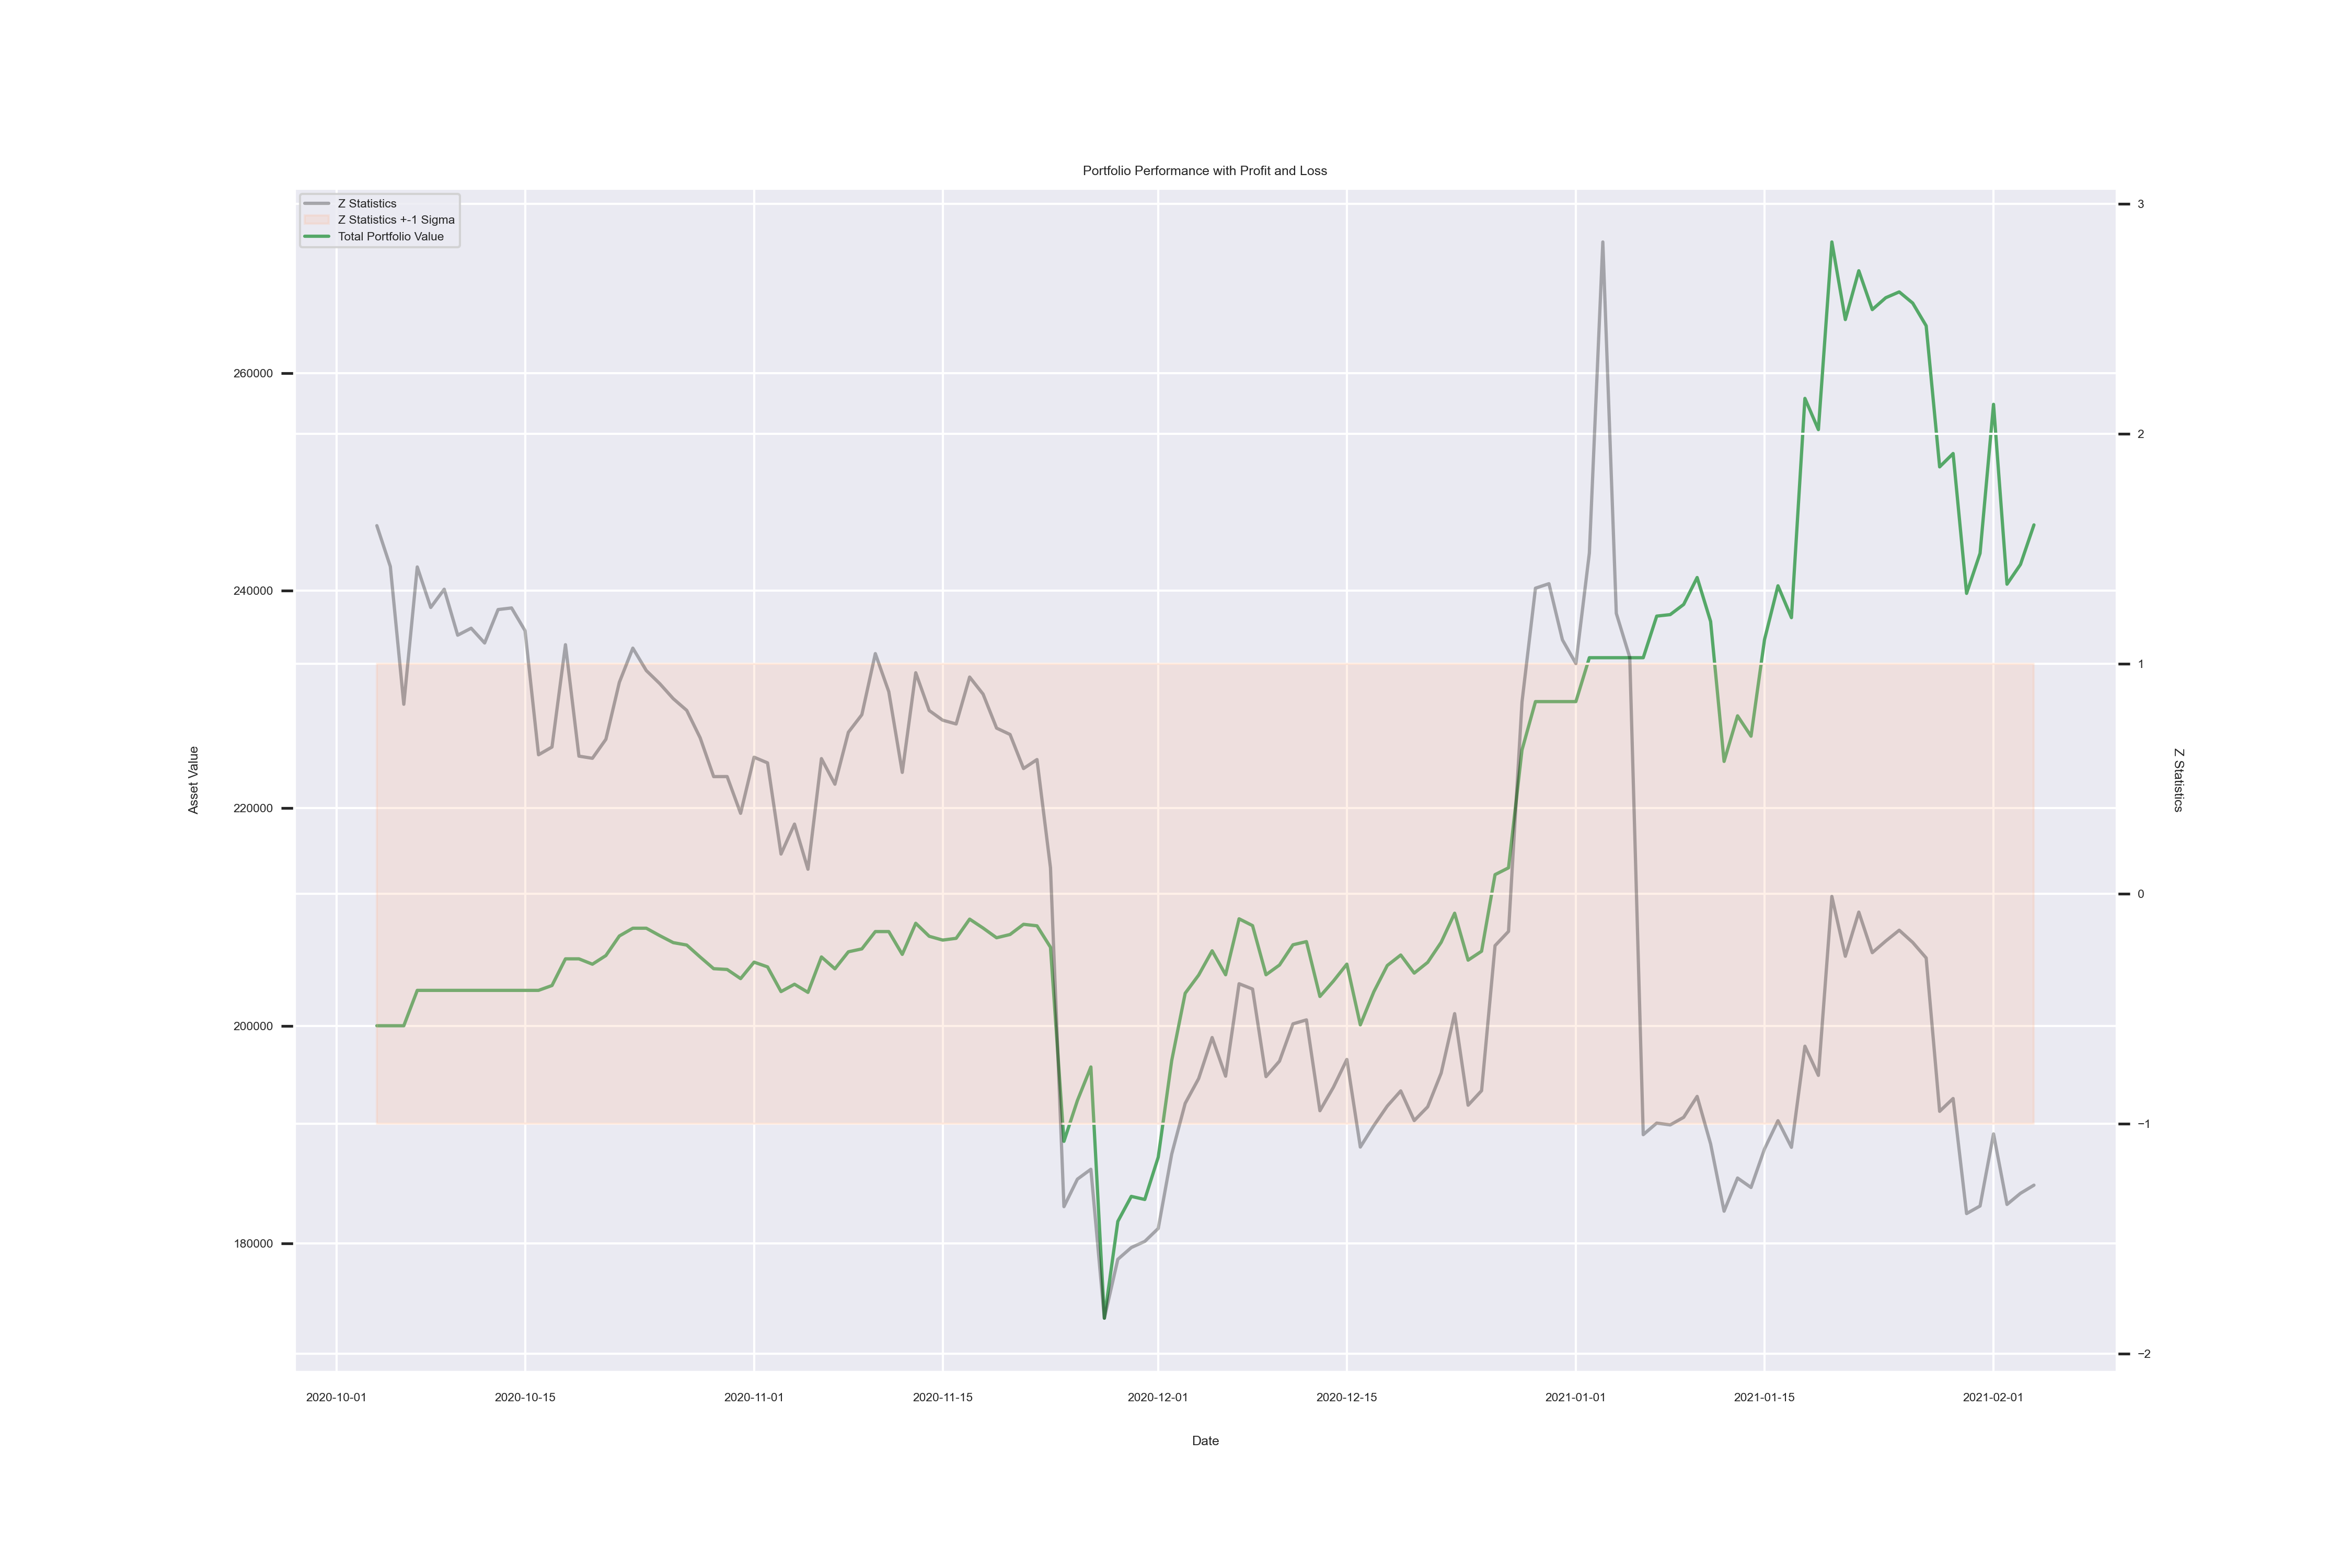 Portfolio Performance with Profit and Loss
Z Statistics
Z Statistics +-1 Sigma
Total Portfolio Value
260000
240000
220000
200000
180000
Asset Value
3
2
1
0
−1
−2
Z Statistics
2020-10-01 2020-10-15 2020-11-01 2020-11-15 2020-12-01 2020-12-15 2021-01-01 2021-01-15 2021-02-01
Date